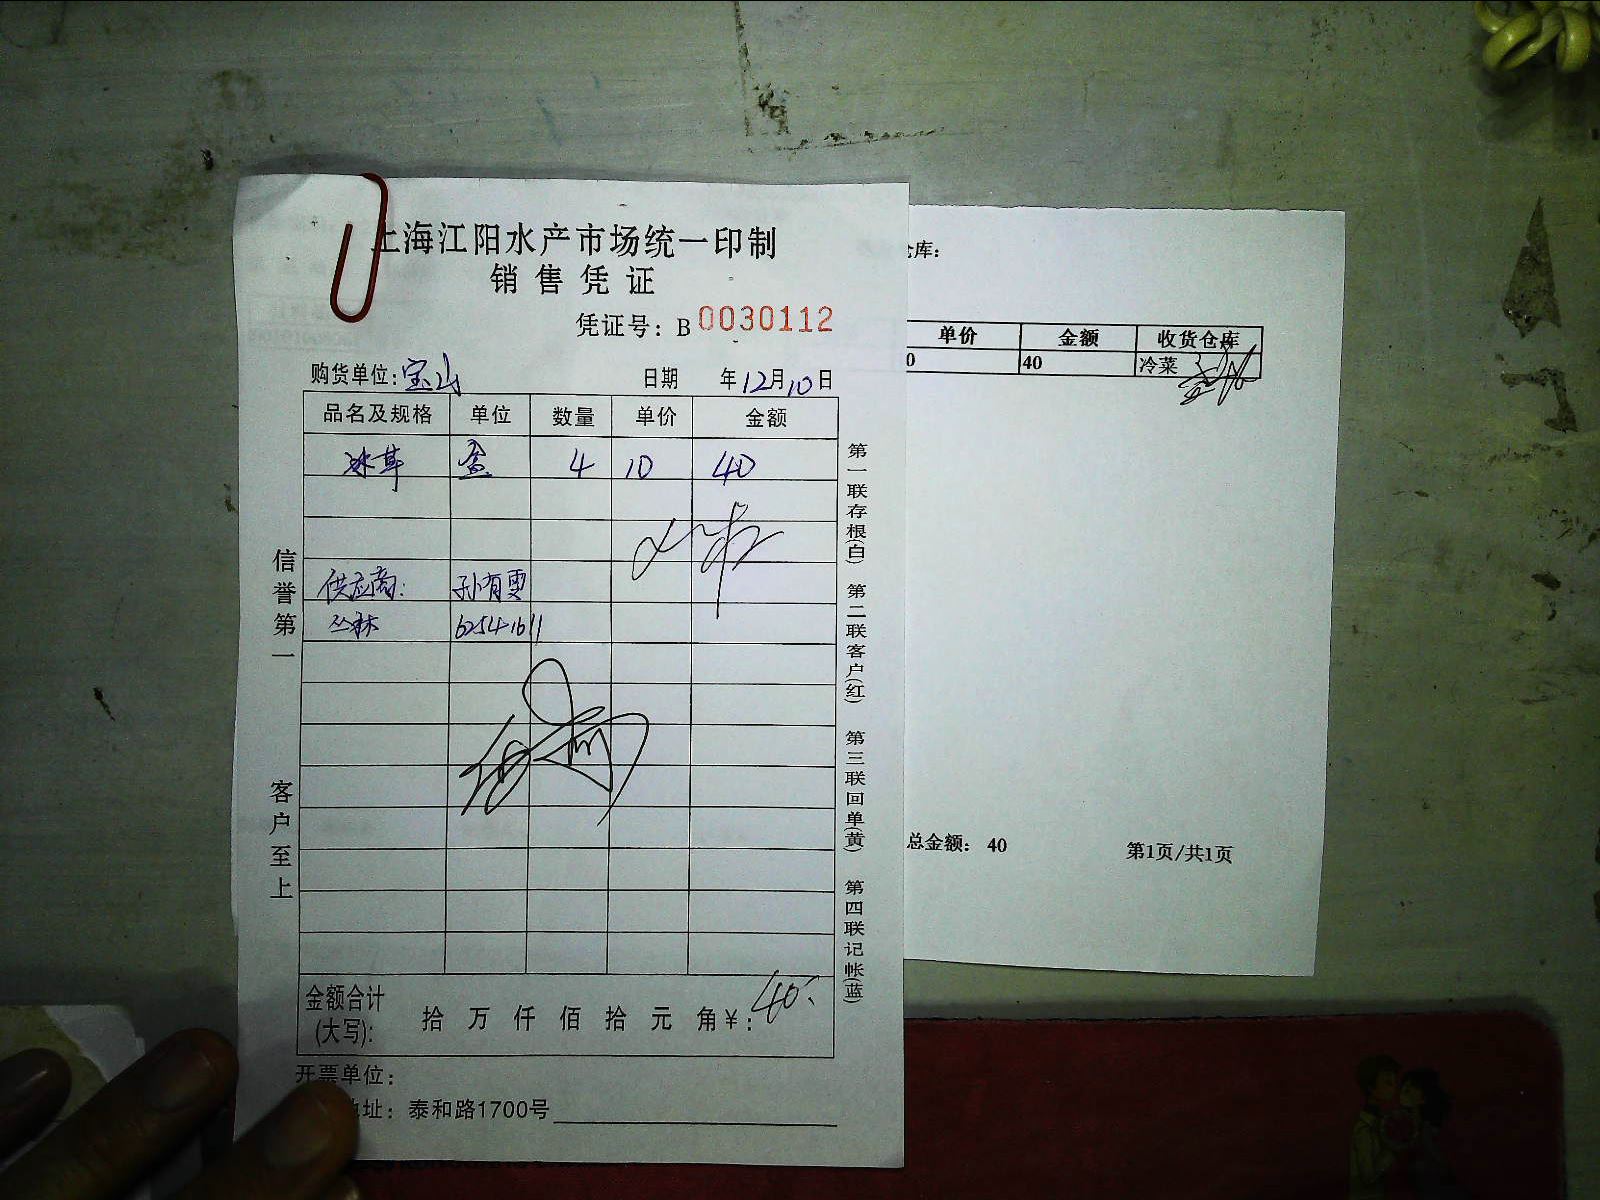 上海江阳水产市场统一印制
销售凭证
凭证号：B 0030112
购货单位：宝山 日期 年12月10日
品名及规格 单位 数量 单价 金额
冰草 盒 4 10 40
供应商： 孙有雯
丛林 62541611
金额合计
(大写)： 拾 万 仟 佰 拾 元 角 ¥：40
开票单位：
地址：泰和路1700号
信誉第一 客户至上
第一联存根(白) 第二联客户(红) 第三联回单(黄) 第四联记帐(蓝)
仓库：
单价 金额 收货仓库
0 40 冷菜
总金额： 40 第1页/共1页